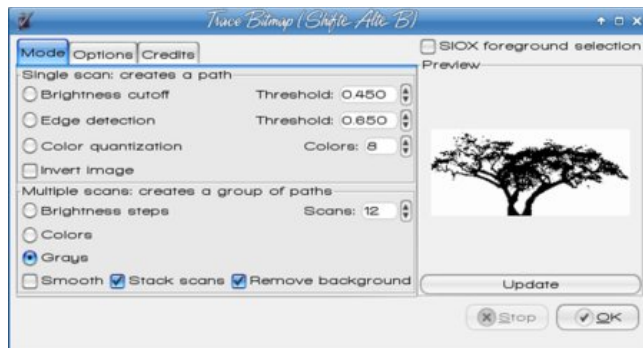 Trace Bitmap (Shift+Alt+B)
Mode Options Credits
SIOX foreground selection
Single scan: creates a path
Preview
Brightness cutoff Threshold: 0.450
Edge detection Threshold: 0.650
Color quantization Colors: 8
Invert image
Multiple scans: creates a group of paths
Brightness steps Scans: 12
Colors
Grays
Smooth Stack scans Remove background
Update
Stop OK